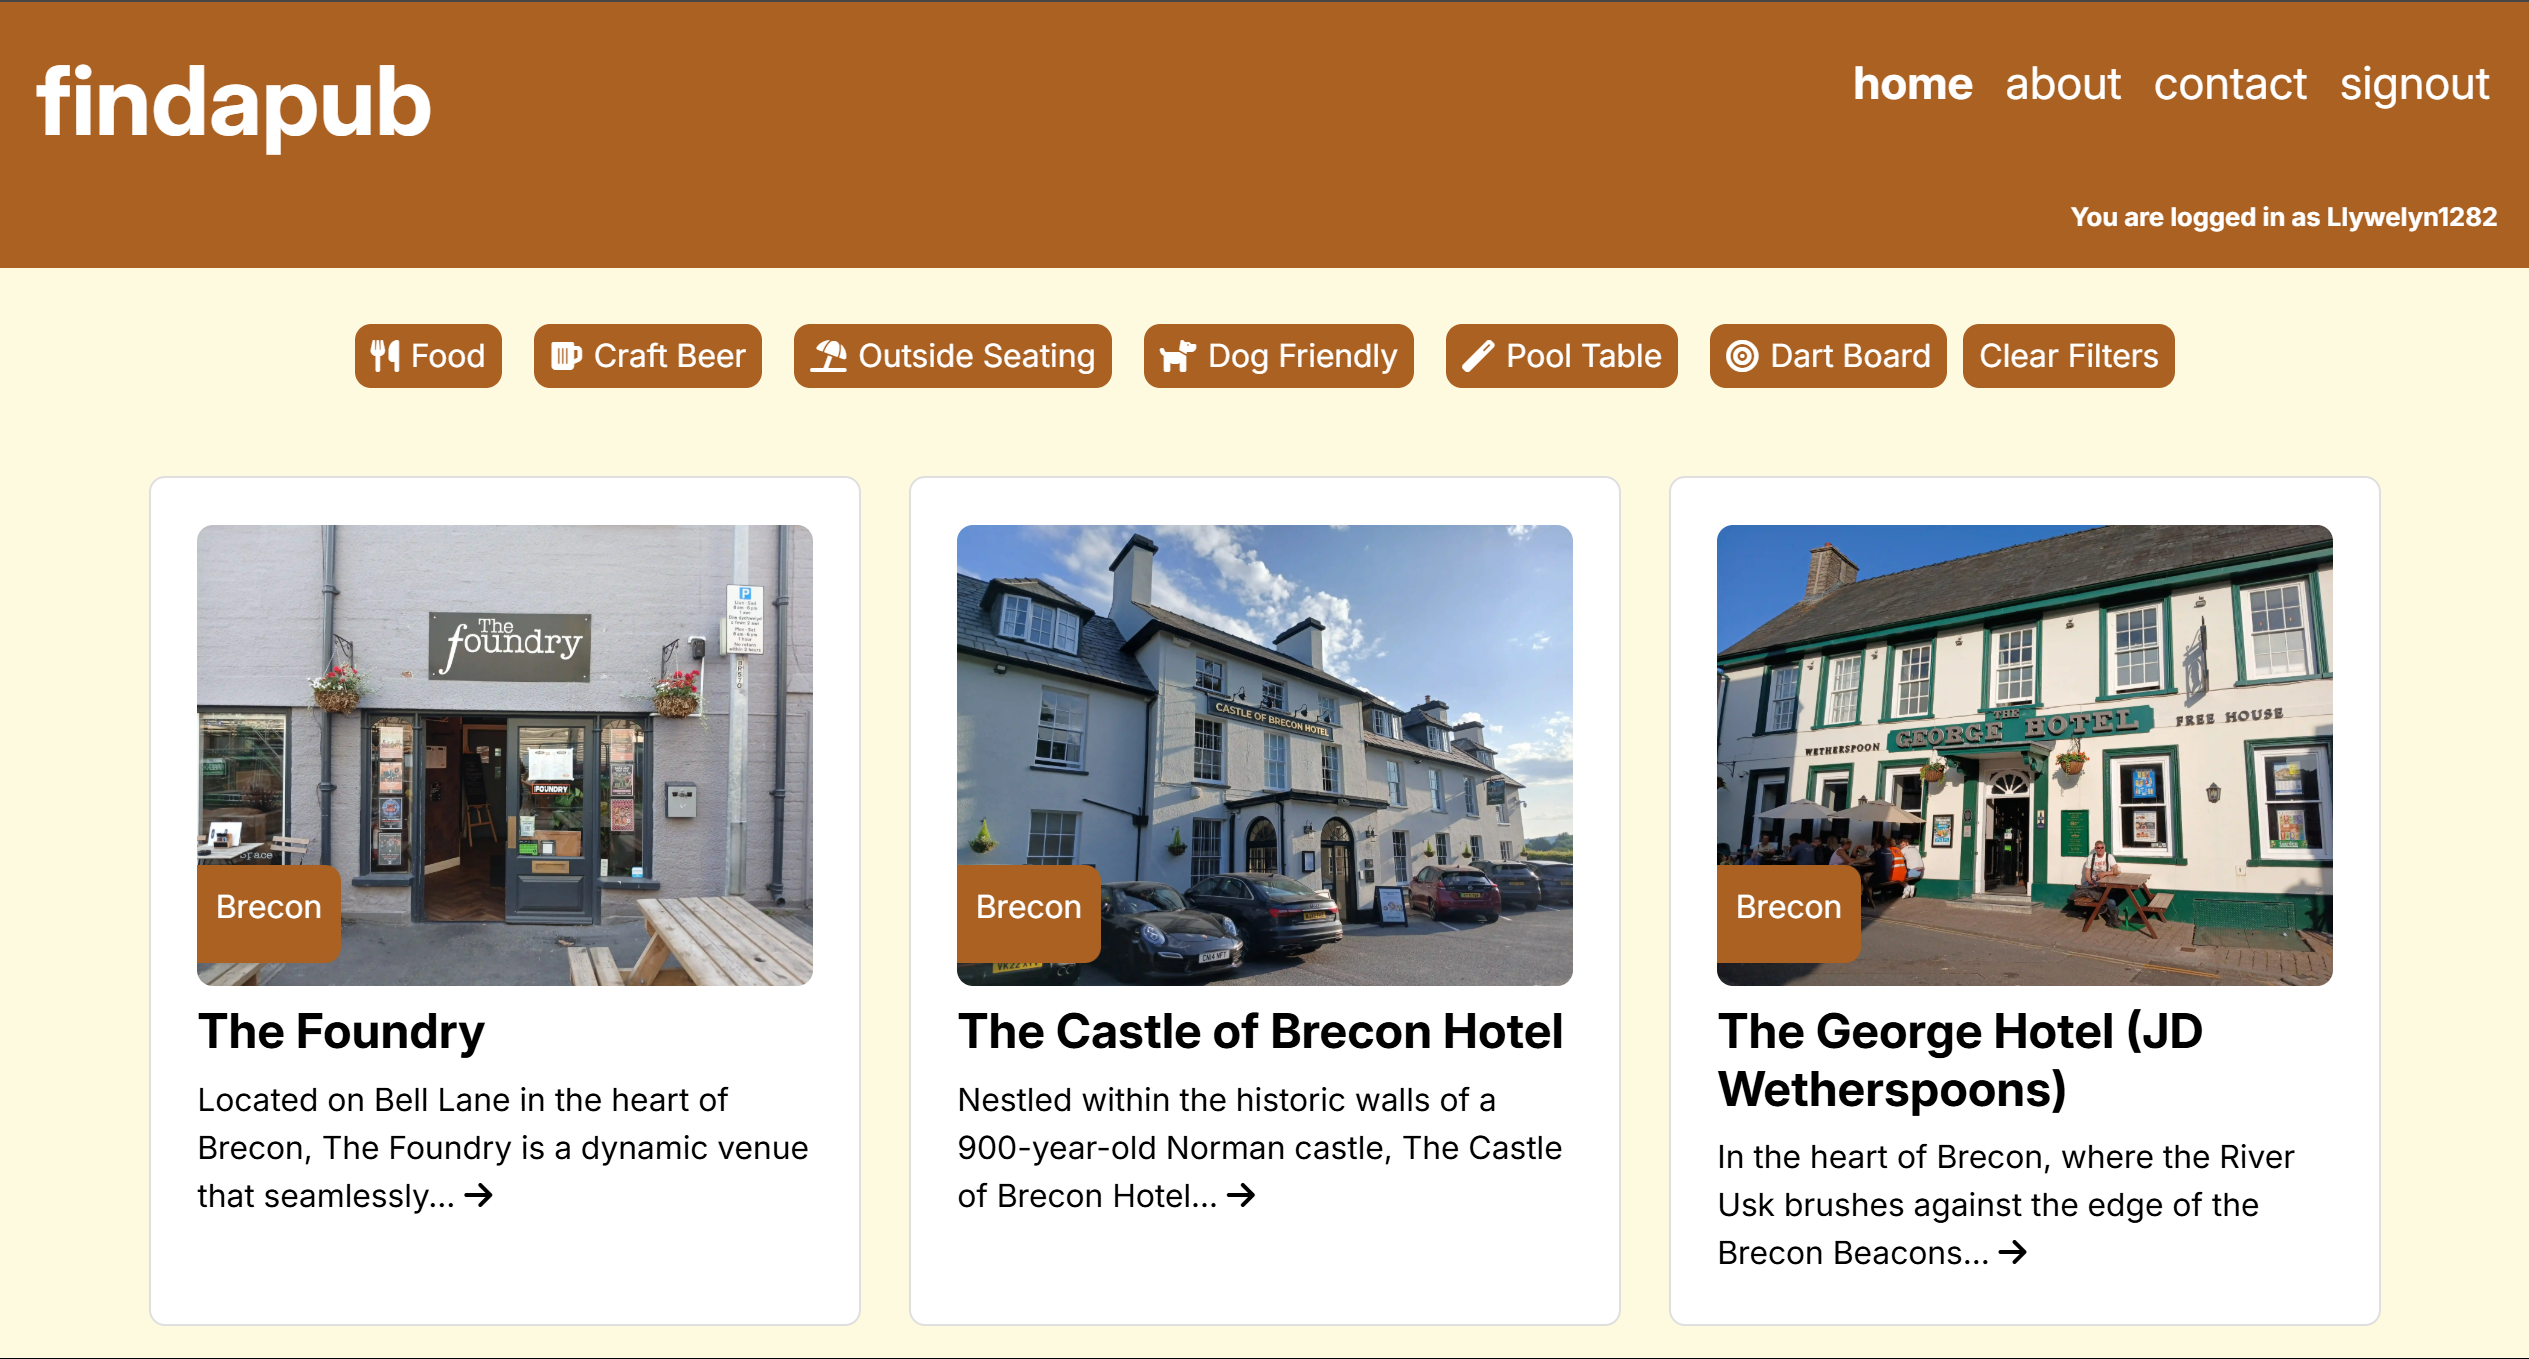 findapub
home about contact signout
You are logged in as Llywelyn1282
Food Craft Beer Outside Seating Dog Friendly Pool Table Dart Board Clear Filters
The
foundry
P
FOUNDRY
Brecon
The Foundry
Located on Bell Lane in the heart of
Brecon, The Foundry is a dynamic venue
that seamlessly...
CASTLE OF BRECON HOTEL
Brecon
The Castle of Brecon Hotel
Nestled within the historic walls of a
900-year-old Norman castle, The Castle
of Brecon Hotel...
THE
GEORGE HOTEL
FREE HOUSE
WETHERSPOON
Brecon
The George Hotel (JD
Wetherspoons)
In the heart of Brecon, where the River
Usk brushes against the edge of the
Brecon Beacons...